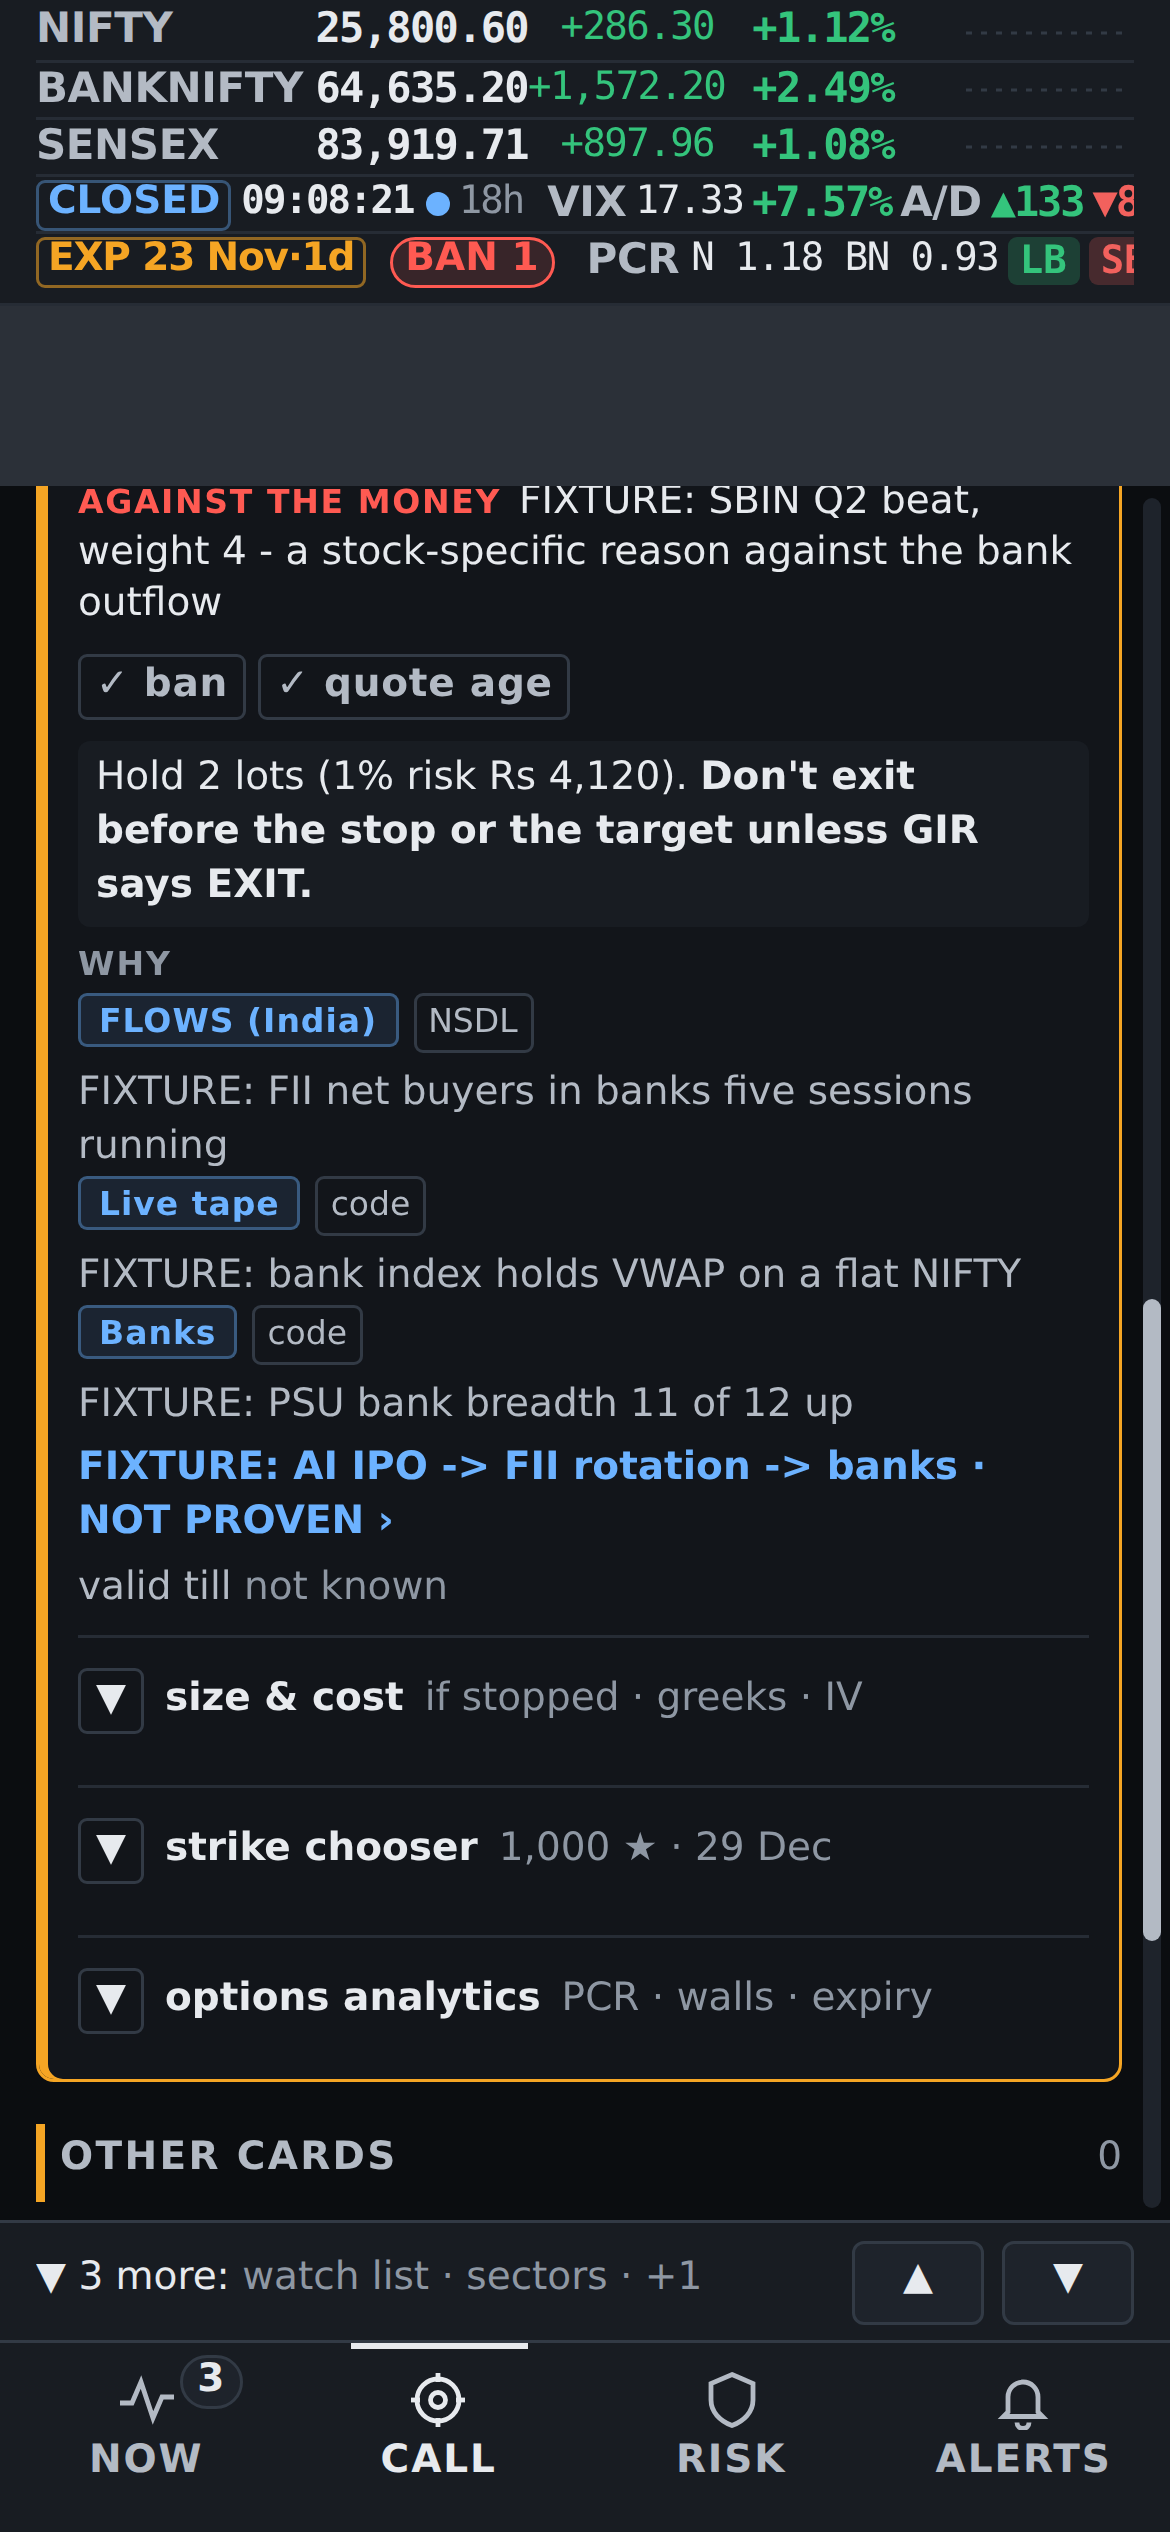 NIFTY 25,800.60 +286.30 +1.12%
BANKNIFTY 64,635.20 +1,572.20 +2.49%
SENSEX 83,919.71 +897.96 +1.08%
CLOSED 09:08:21 ● 18h VIX 17.33 +7.57% A/D ▲133 ▼8
EXP 23 Nov·1d BAN 1 PCR N 1.18 BN 0.93 LB
AGAINST THE MONEY FIXTURE: SBIN Q2 beat,
weight 4 - a stock-specific reason against the bank
outflow
✓ ban ✓ quote age
Hold 2 lots (1% risk Rs 4,120). Don't exit
before the stop or the target unless GIR
says EXIT.
WHY
FLOWS (India) NSDL
FIXTURE: FII net buyers in banks five sessions
running
Live tape code
FIXTURE: bank index holds VWAP on a flat NIFTY
Banks code
FIXTURE: PSU bank breadth 11 of 12 up
FIXTURE: AI IPO -> FII rotation -> banks ·
NOT PROVEN ›
valid till not known
▼ size & cost if stopped · greeks · IV
▼ strike chooser 1,000 ★ · 29 Dec
▼ options analytics PCR · walls · expiry
OTHER CARDS 0
▼ 3 more: watch list · sectors · +1 ▲ ▼
3
NOW CALL RISK ALERTS